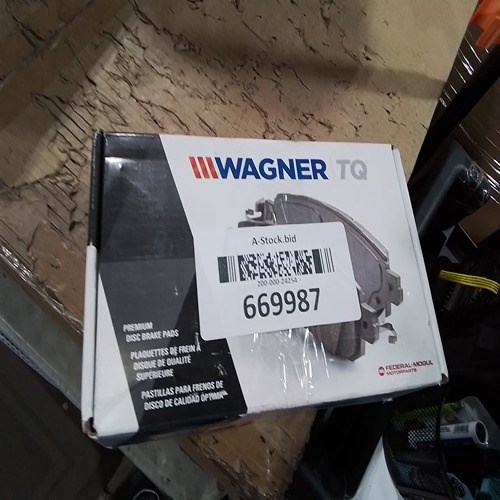 WAGNER TQ
A-Stock.bid
200-000-24254
669987
PREMIUM
DISC BRAKE PADS
PLAQUETTES DE FREIN À
DISQUE DE QUALITÉ
SUPÉRIEURE
PASTILLAS PARA FRENOS DE
DISCO DE CALIDAD ÓPTIMA
FEDERAL-MOGUL
MOTORPARTS